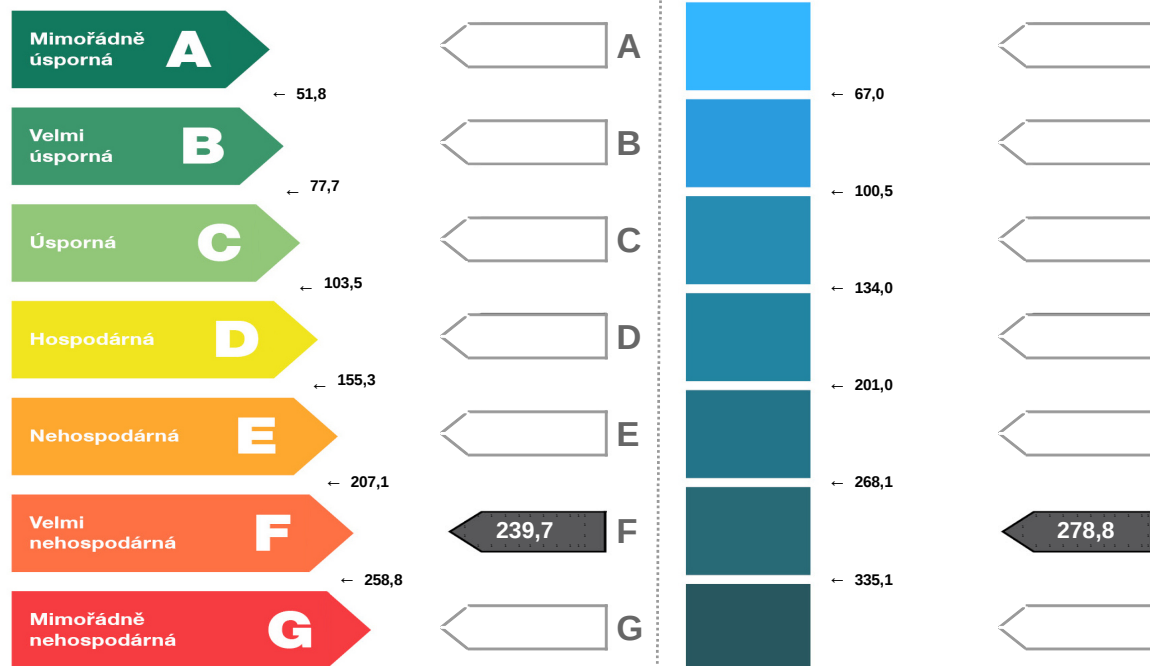 Mimořádně
úsporná
A
A
51,8
67,0
Velmi
úsporná
B
B
77,7
100,5
Úsporná
C
C
103,5
134,0
Hospodárná
D
D
155,3
201,0
Nehospodárná
E
E
207,1
268,1
Velmi
nehospodárná
F
239,7
F
278,8
258,8
335,1
Mimořádně
nehospodárná
G
G